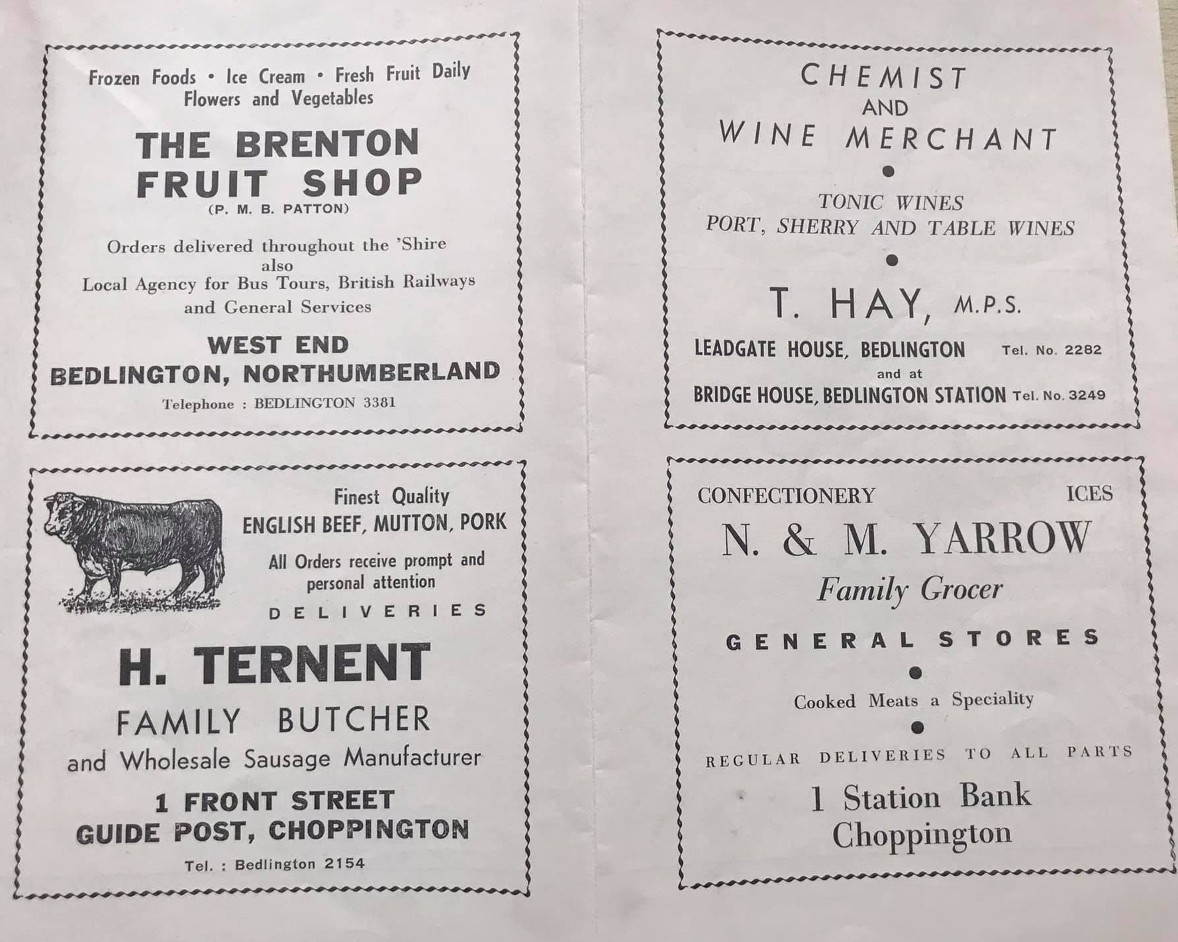 Frozen Foods • Ice Cream • Fresh Fruit Daily
Flowers and Vegetables
THE BRENTON
FRUIT SHOP
(P. M. B. PATTON)
Orders delivered throughout the 'Shire
also
Local Agency for Bus Tours, British Railways
and General Services
WEST END
BEDLINGTON, NORTHUMBERLAND
Telephone : BEDLINGTON 3381
Finest Quality
ENGLISH BEEF, MUTTON, PORK
All Orders receive prompt and
personal attention
DELIVERIES
H. TERNENT
FAMILY BUTCHER
and Wholesale Sausage Manufacturer
1 FRONT STREET
GUIDE POST, CHOPPINGTON
Tel. : Bedlington 2154
CHEMIST
AND
WINE MERCHANT
•
TONIC WINES
PORT, SHERRY AND TABLE WINES
•
T. HAY, M.P.S.
LEADGATE HOUSE, BEDLINGTON Tel. No. 2282
and at
BRIDGE HOUSE, BEDLINGTON STATION Tel. No. 3249
CONFECTIONERY ICES
N. & M. YARROW
Family Grocer
GENERAL STORES
•
Cooked Meats a Speciality
•
REGULAR DELIVERIES TO ALL PARTS
1 Station Bank
Choppington